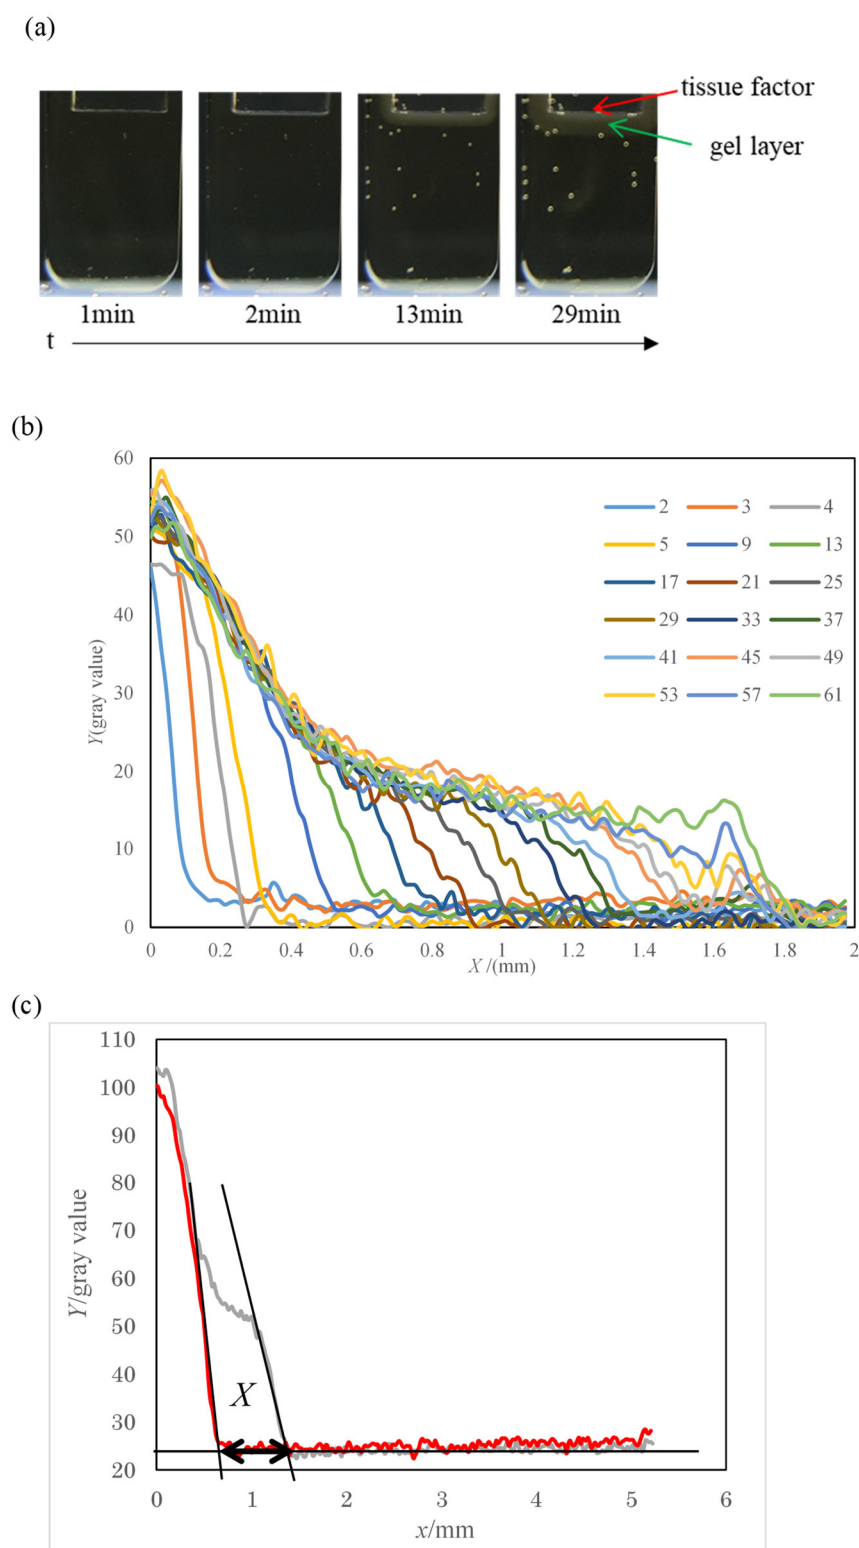 (a)
tissue factor
gel layer
1min 2min 13min 29min
t
(b)
60
50
40
30
20
10
0
Y(gray value)
2 3 4
5 9 13
17 21 25
29 33 37
41 45 49
53 57 61
0 0.2 0.4 0.6 0.8 1 1.2 1.4 1.6 1.8 2
X /(mm)
(c)
110
100
90
80
70
60
50
40
30
20
Y/gray value
X
0 1 2 3 4 5 6
x/mm